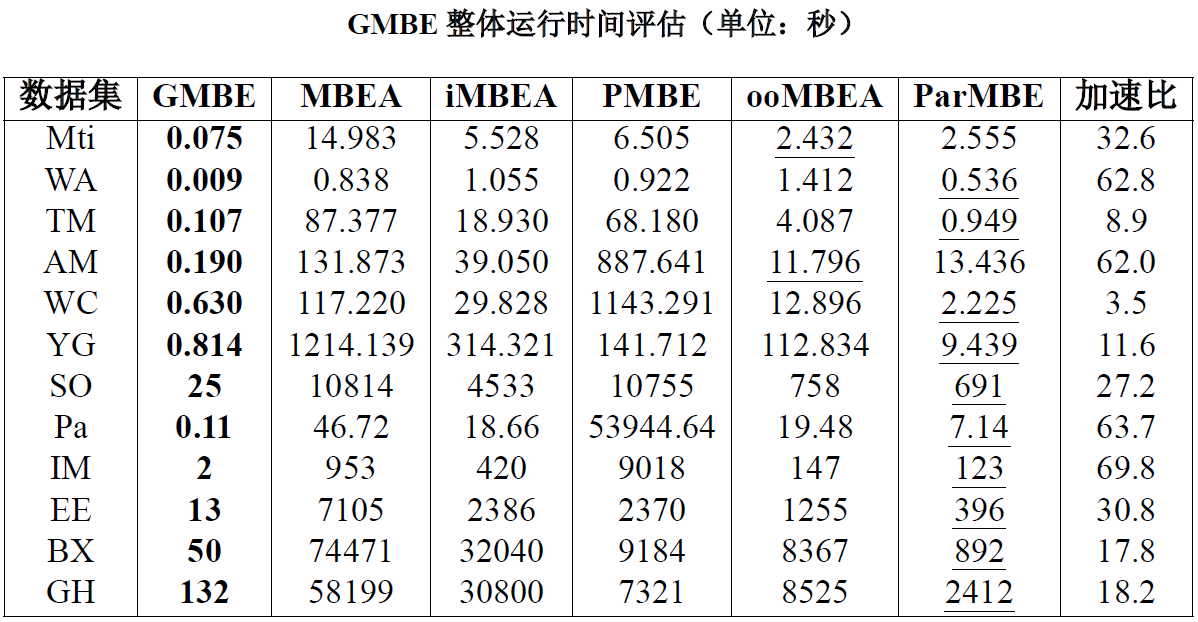 GMBE 整体运行时间评估（单位：秒）
数据集 GMBE MBEA iMBEA PMBE ooMBEA ParMBE 加速比
Mti 0.075 14.983 5.528 6.505 2.432 2.555 32.6
WA 0.009 0.838 1.055 0.922 1.412 0.536 62.8
TM 0.107 87.377 18.930 68.180 4.087 0.949 8.9
AM 0.190 131.873 39.050 887.641 11.796 13.436 62.0
WC 0.630 117.220 29.828 1143.291 12.896 2.225 3.5
YG 0.814 1214.139 314.321 141.712 112.834 9.439 11.6
SO 25 10814 4533 10755 758 691 27.2
Pa 0.11 46.72 18.66 53944.64 19.48 7.14 63.7
IM 2 953 420 9018 147 123 69.8
EE 13 7105 2386 2370 1255 396 30.8
BX 50 74471 32040 9184 8367 892 17.8
GH 132 58199 30800 7321 8525 2412 18.2